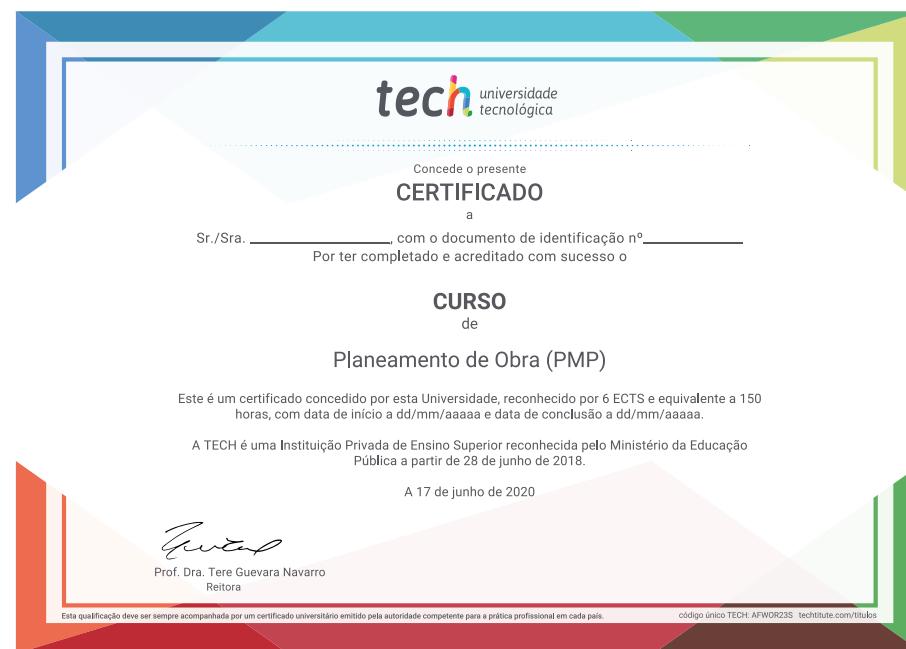 tech universidade
tecnológica
Concede o presente
CERTIFICADO
a
Sr./Sra. ____________________, com o documento de identificação nº______________
Por ter completado e acreditado com sucesso o
CURSO
de
Planeamento de Obra (PMP)
Este é um certificado concedido por esta Universidade, reconhecido por 6 ECTS e equivalente a 150
horas, com data de início a dd/mm/aaaaa e data de conclusão a dd/mm/aaaaa.
A TECH é uma Instituição Privada de Ensino Superior reconhecida pelo Ministério da Educação
Pública a partir de 28 de junho de 2018.
A 17 de junho de 2020
Prof. Dra. Tere Guevara Navarro
Reitora
Esta qualificação deve ser sempre acompanhada por um certificado universitário emitido pela autoridade competente para a prática profissional em cada país.
código único TECH: AFWOR23S techtitute.com/titulos